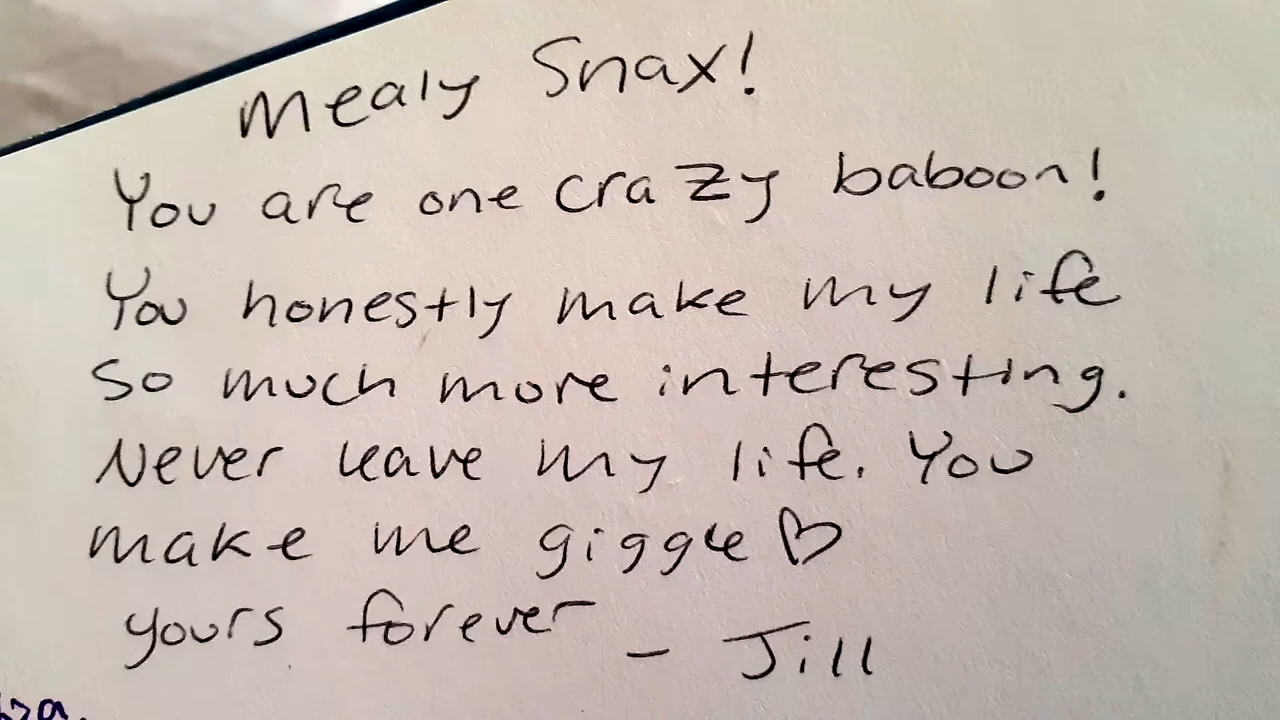 Mealy Snax!
You are one crazy baboon!
You honestly make my life
so much more interesting.
Never leave my life. You
make me giggle ♡
yours forever
- Jill